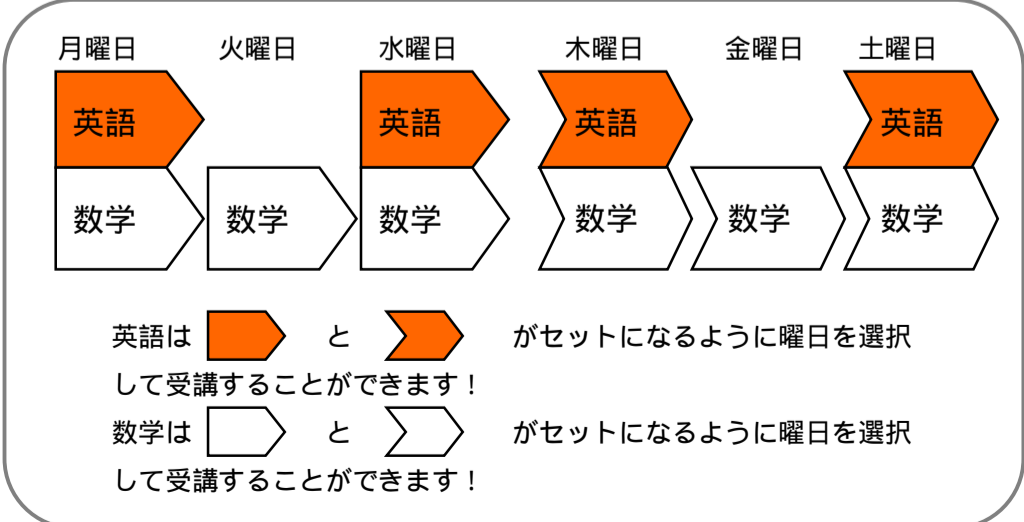 月曜日 火曜日 水曜日 木曜日 金曜日 土曜日
英語 英語 英語 英語
数学 数学 数学 数学 数学 数学
英語は と がセットになるように曜日を選択
して受講することができます！
数学は と がセットになるように曜日を選択
して受講することができます！